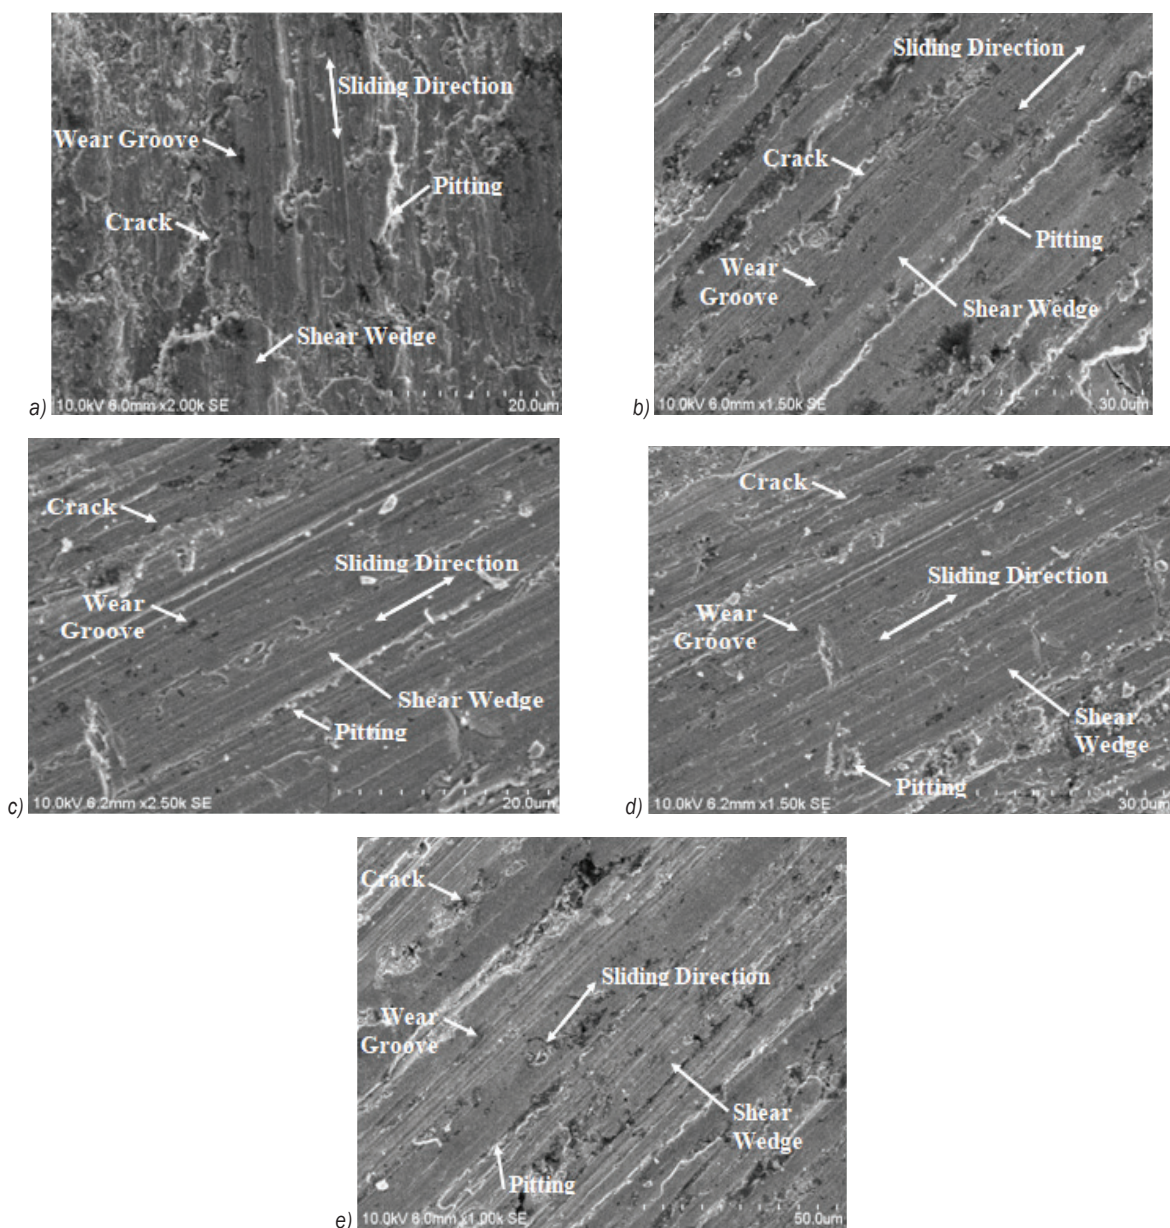 Sliding Direction
Wear Groove
Pitting
Crack
Shear Wedge
a)
10.0kV 6.0mm x2.00k SE
20.0um
Sliding Direction
Crack
Pitting
Wear
Groove
Shear Wedge
b)
10.0kV 6.0mm x1.50k SE
30.0um
Crack
Sliding Direction
Wear
Groove
Shear Wedge
Pitting
c)
10.0kV 6.2mm x2.50k SE
20.0um
Crack
Sliding Direction
Wear
Groove
Shear
Wedge
Pitting
d)
10.0kV 6.2mm x1.50k SE
30.0um
Crack
Sliding Direction
Wear
Groove
Shear
Wedge
Pitting
e)
10.0kV 6.0mm x1.00k SE
50.0um